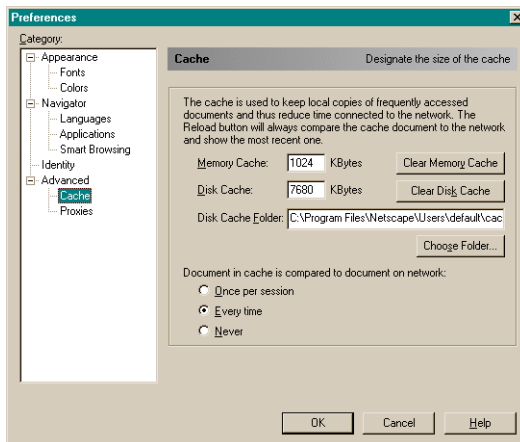 Preferences
Category:
Appearance
Fonts
Colors
Navigator
Languages
Applications
Smart Browsing
Identity
Advanced
Cache
Proxies
Cache Designate the size of the cache
The cache is used to keep local copies of frequently accessed
documents and thus reduce time connected to the network. The
Reload button will always compare the cache document to the network
and show the most recent one.
Memory Cache: 1024 KBytes Clear Memory Cache
Disk Cache: 7680 KBytes Clear Disk Cache
Disk Cache Folder: C:\Program Files\Netscape\Users\default\cac
Choose Folder...
Document in cache is compared to document on network:
Once per session
Every time
Never
OK Cancel Help